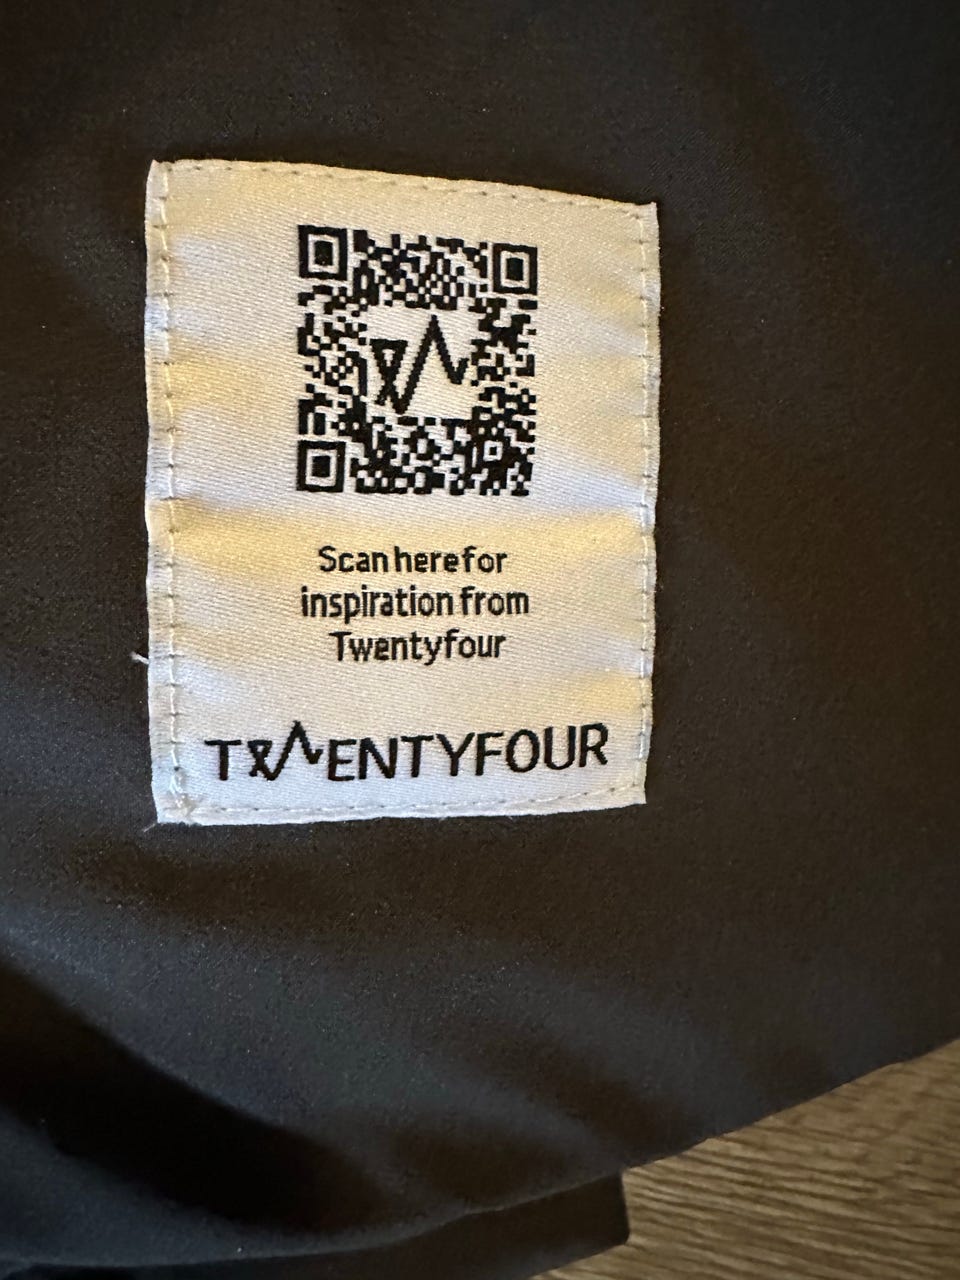 Scan here for
inspiration from
Twentyfour
TWENTYFOUR